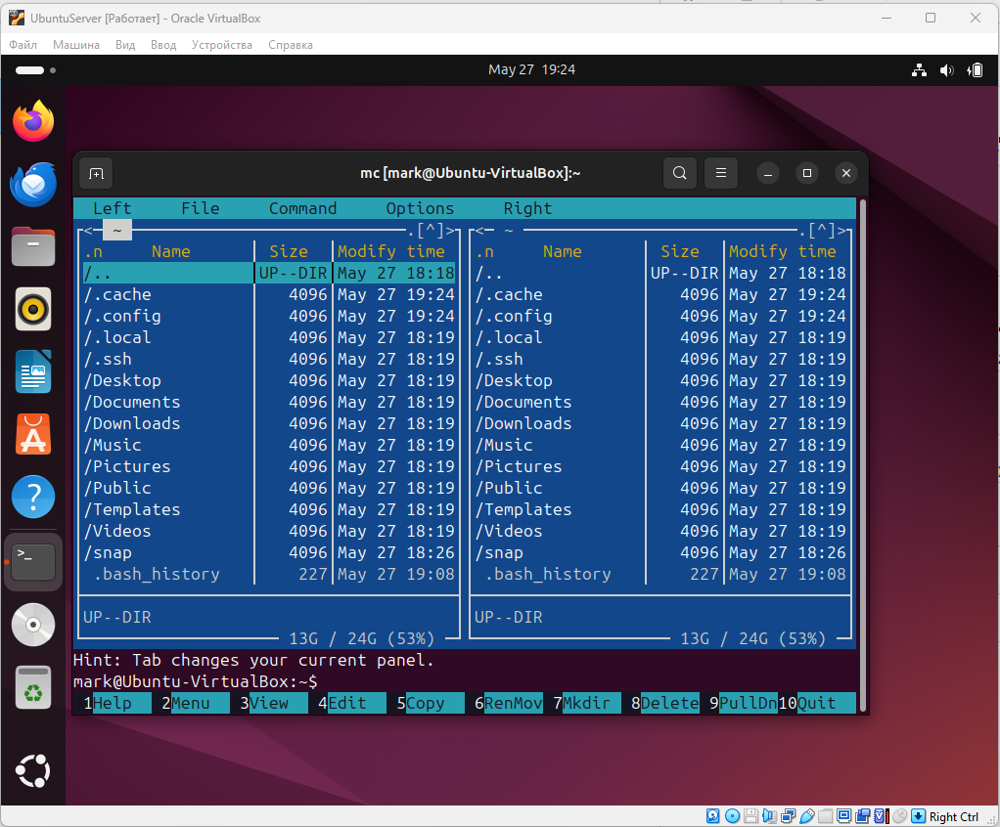 UbuntuServer [Работает] - Oracle VirtualBox
Файл Машина Вид Ввод Устройства Справка
May 27 19:24
mc [mark@Ubuntu-VirtualBox]:~
Left File Command Options Right
<- ~ .[^]> <- ~ .[^]>
.n Name Size Modify time .n Name Size Modify time
/.. UP--DIR May 27 18:18 /.. UP--DIR May 27 18:18
/.cache 4096 May 27 19:24 /.cache 4096 May 27 19:24
/.config 4096 May 27 19:24 /.config 4096 May 27 19:24
/.local 4096 May 27 18:19 /.local 4096 May 27 18:19
/.ssh 4096 May 27 18:19 /.ssh 4096 May 27 18:19
/Desktop 4096 May 27 18:19 /Desktop 4096 May 27 18:19
/Documents 4096 May 27 18:19 /Documents 4096 May 27 18:19
/Downloads 4096 May 27 18:19 /Downloads 4096 May 27 18:19
/Music 4096 May 27 18:19 /Music 4096 May 27 18:19
/Pictures 4096 May 27 18:19 /Pictures 4096 May 27 18:19
/Public 4096 May 27 18:19 /Public 4096 May 27 18:19
/Templates 4096 May 27 18:19 /Templates 4096 May 27 18:19
/Videos 4096 May 27 18:19 /Videos 4096 May 27 18:19
/snap 4096 May 27 18:26 /snap 4096 May 27 18:26
.bash_history 227 May 27 19:08 .bash_history 227 May 27 19:08
UP--DIR UP--DIR
13G / 24G (53%) 13G / 24G (53%)
Hint: Tab changes your current panel.
mark@Ubuntu-VirtualBox:~$
1Help 2Menu 3View 4Edit 5Copy 6RenMov 7Mkdir 8Delete 9PullDn 10Quit
Right Ctrl